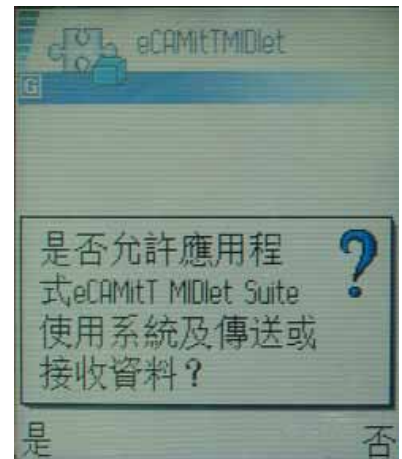 eCAMitTMIDlet
G
是否允許應用程
式eCAMitT MIDlet Suite
使用系統及傳送或
接收資料?
是 否